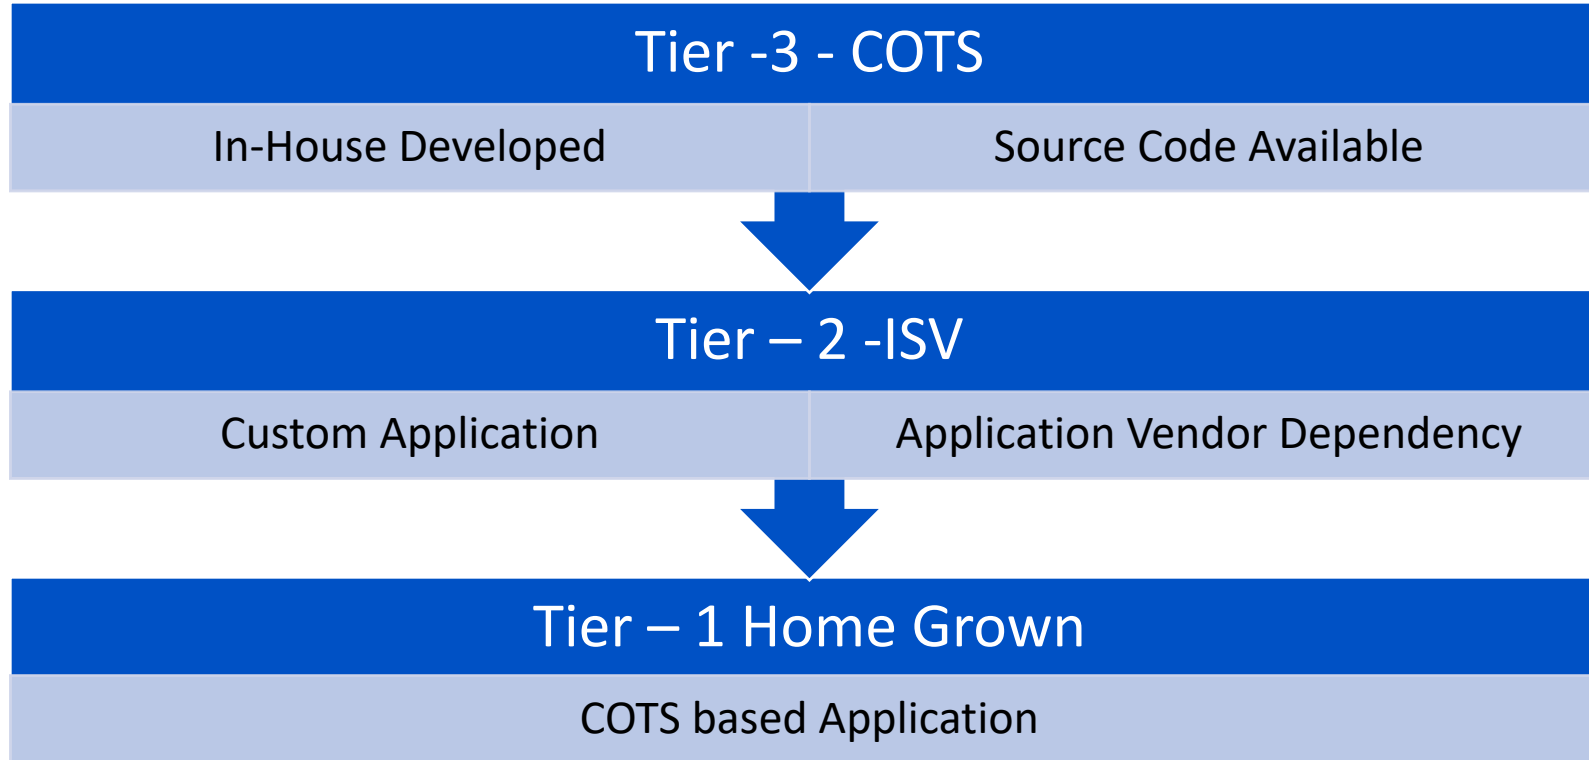 Tier -3 - COTS
In-House Developed
Source Code Available
Tier – 2 -ISV
Custom Application
Application Vendor Dependency
Tier – 1 Home Grown
COTS based Application